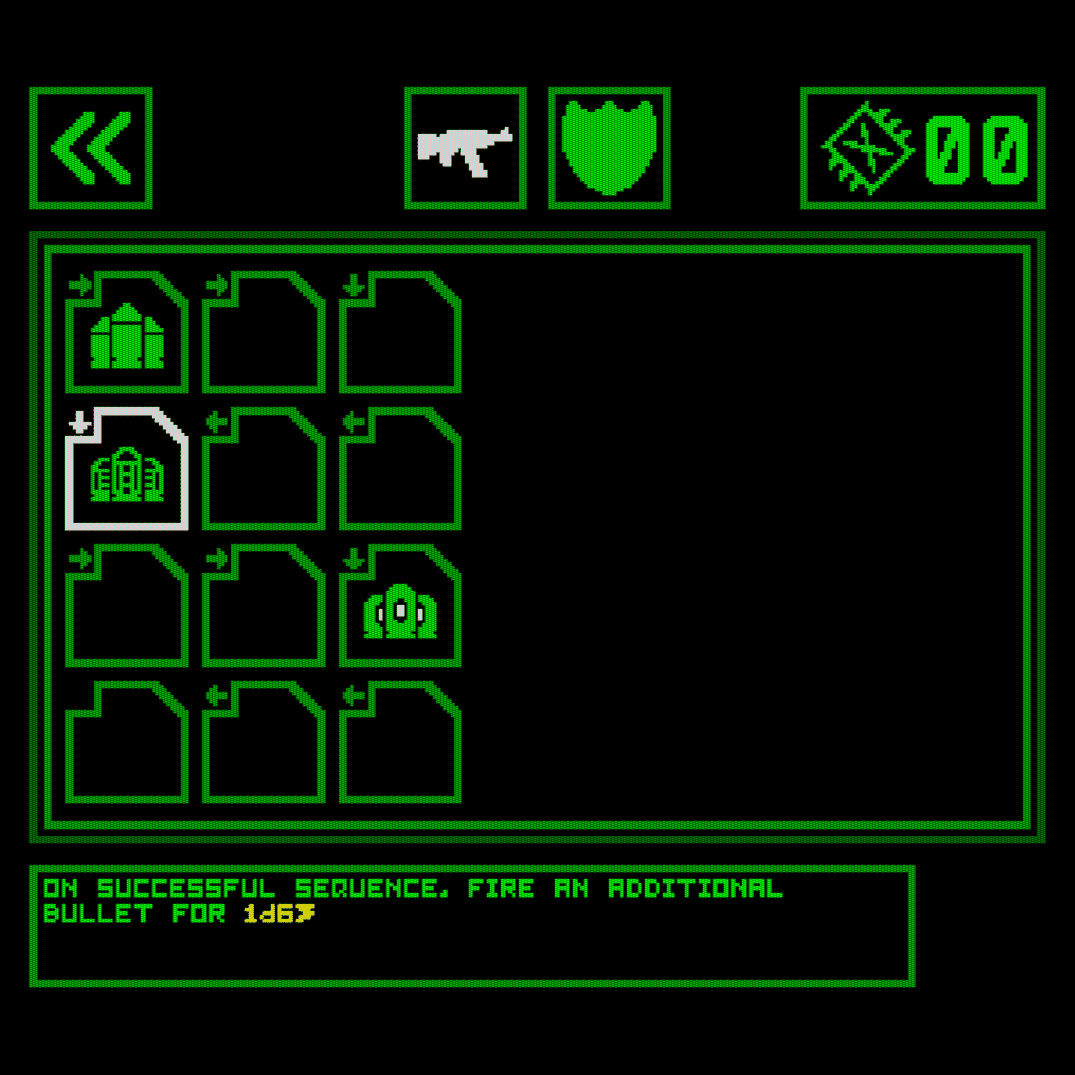 00
ON SUCCESSFUL SEQUENCE, FIRE AN ADDITIONAL
BULLET FOR 1d6